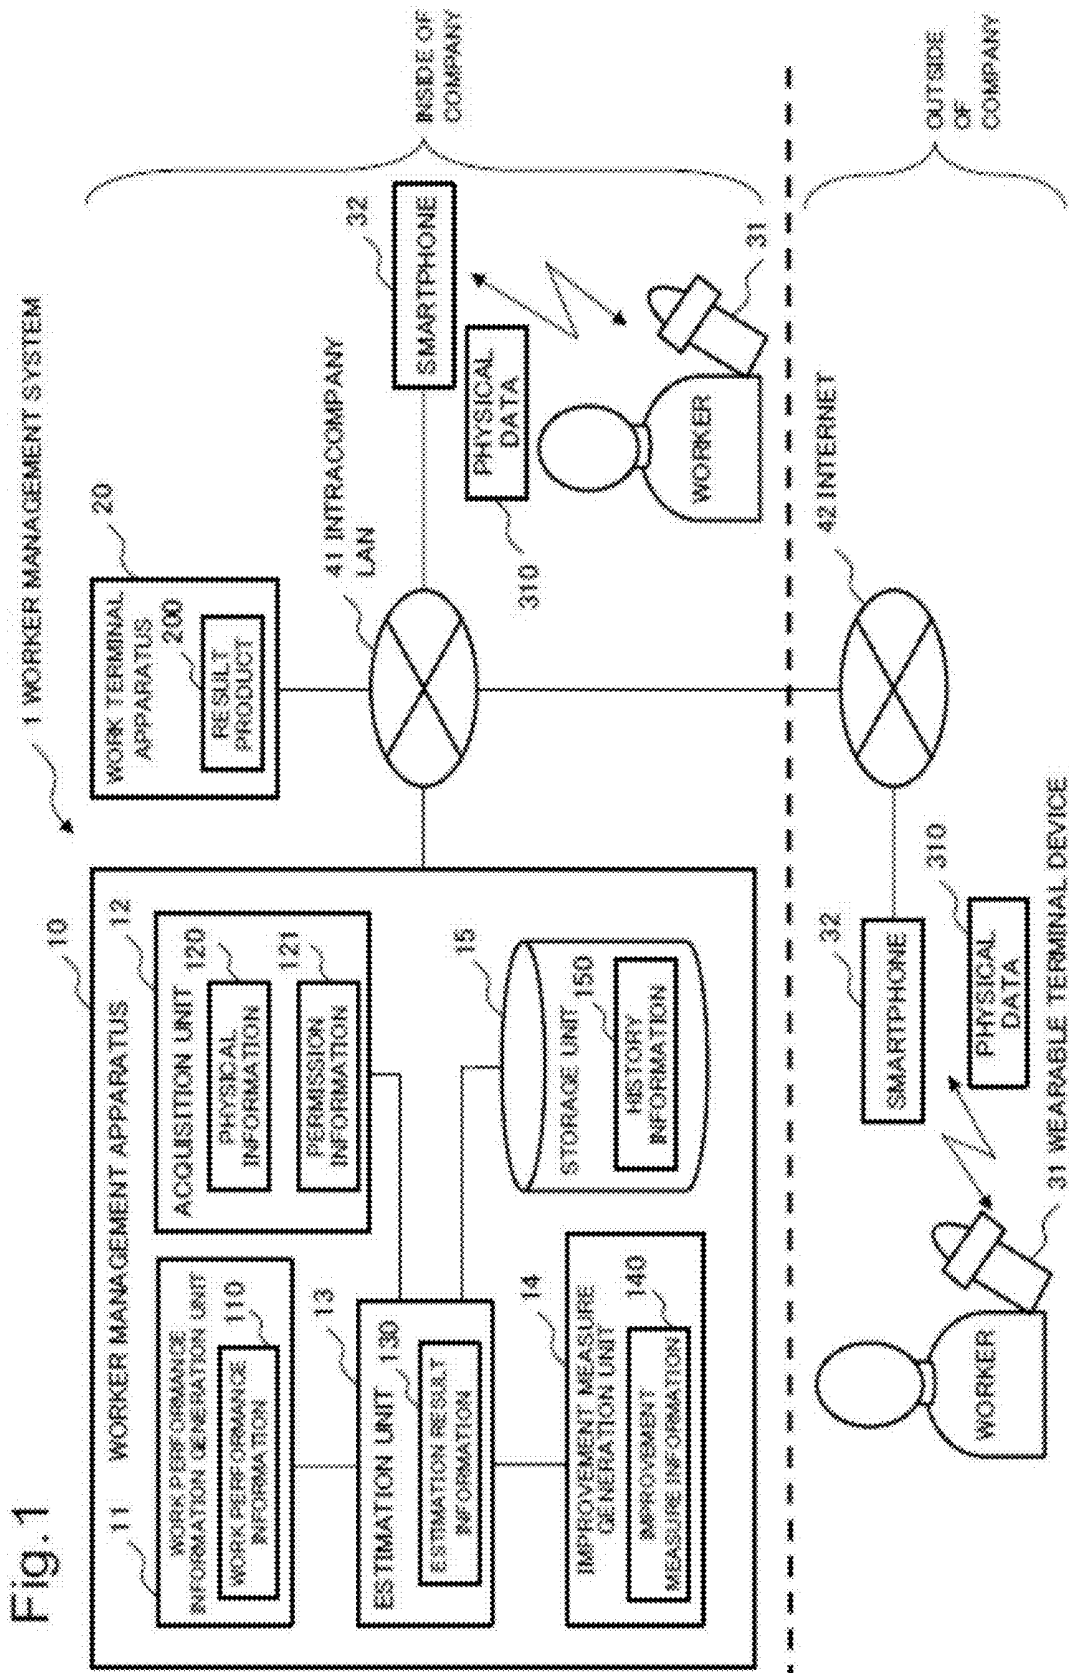 Fig.1
1 WORKER MANAGEMENT SYSTEM
10
WORKER MANAGEMENT APPARATUS
11
WORK PERFORMANCE
INFORMATION GENERATION UNIT
110
WORK PERFORMANCE
INFORMATION
12
ACQUISITION UNIT
120
PHYSICAL
INFORMATION
121
PERMISSION
INFORMATION
13
ESTIMATION UNIT
130
ESTIMATION RESULT
INFORMATION
14
IMPROVEMENT MEASURE
GENERATION UNIT
140
IMPROVEMENT
MEASURE INFORMATION
15
STORAGE UNIT
150
HISTORY
INFORMATION
20
WORK TERMINAL
APPARATUS
200
RESULT
PRODUCT
41 INTRACOMPANY
LAN
32
SMARTPHONE
PHYSICAL
DATA
310
WORKER
31
INSIDE OF
COMPANY
42 INTERNET
32
SMARTPHONE
310
PHYSICAL
DATA
WORKER
31 WEARABLE TERMINAL DEVICE
OUTSIDE
OF
COMPANY